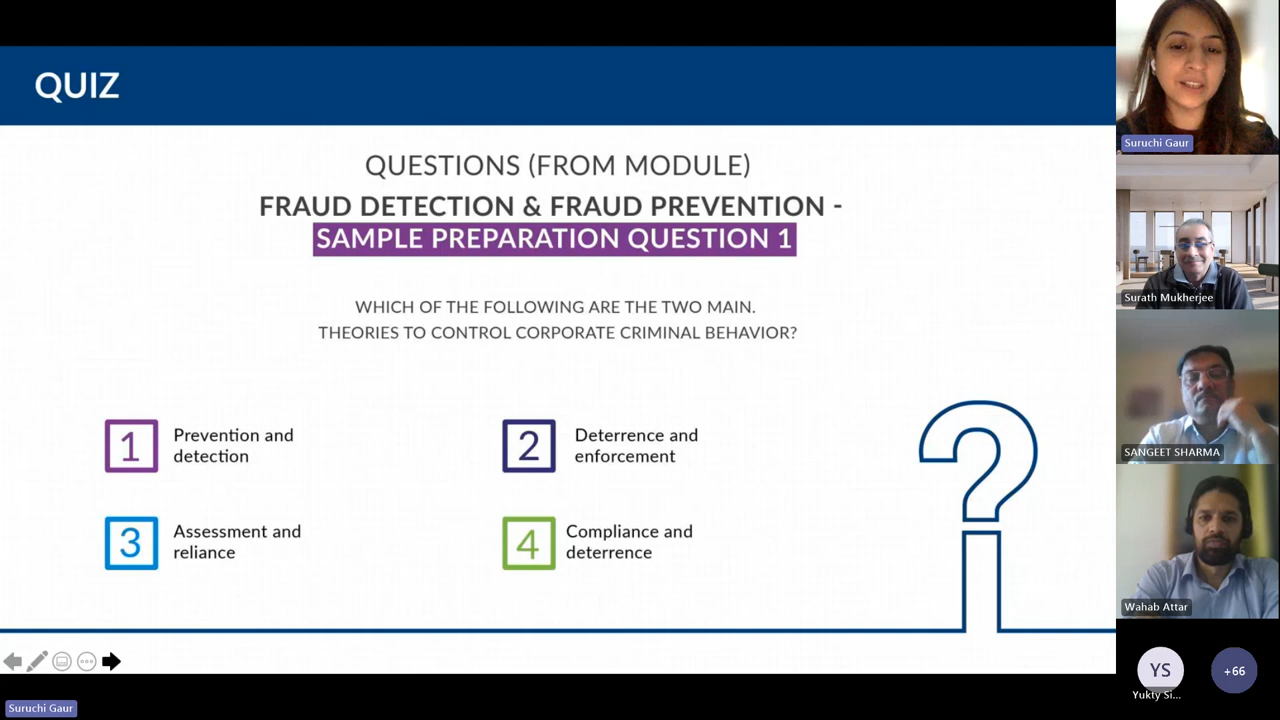 QUIZ
QUESTIONS (FROM MODULE)
FRAUD DETECTION & FRAUD PREVENTION -
SAMPLE PREPARATION QUESTION 1
WHICH OF THE FOLLOWING ARE THE TWO MAIN.
THEORIES TO CONTROL CORPORATE CRIMINAL BEHAVIOR?
1
Prevention and
detection
2
Deterrence and
enforcement
3
Assessment and
reliance
4
Compliance and
deterrence
Suruchi Gaur
Surath Mukherjee
SANGEET SHARMA
Wahab Attar
YS
Yukty Si...
+66
Suruchi Gaur